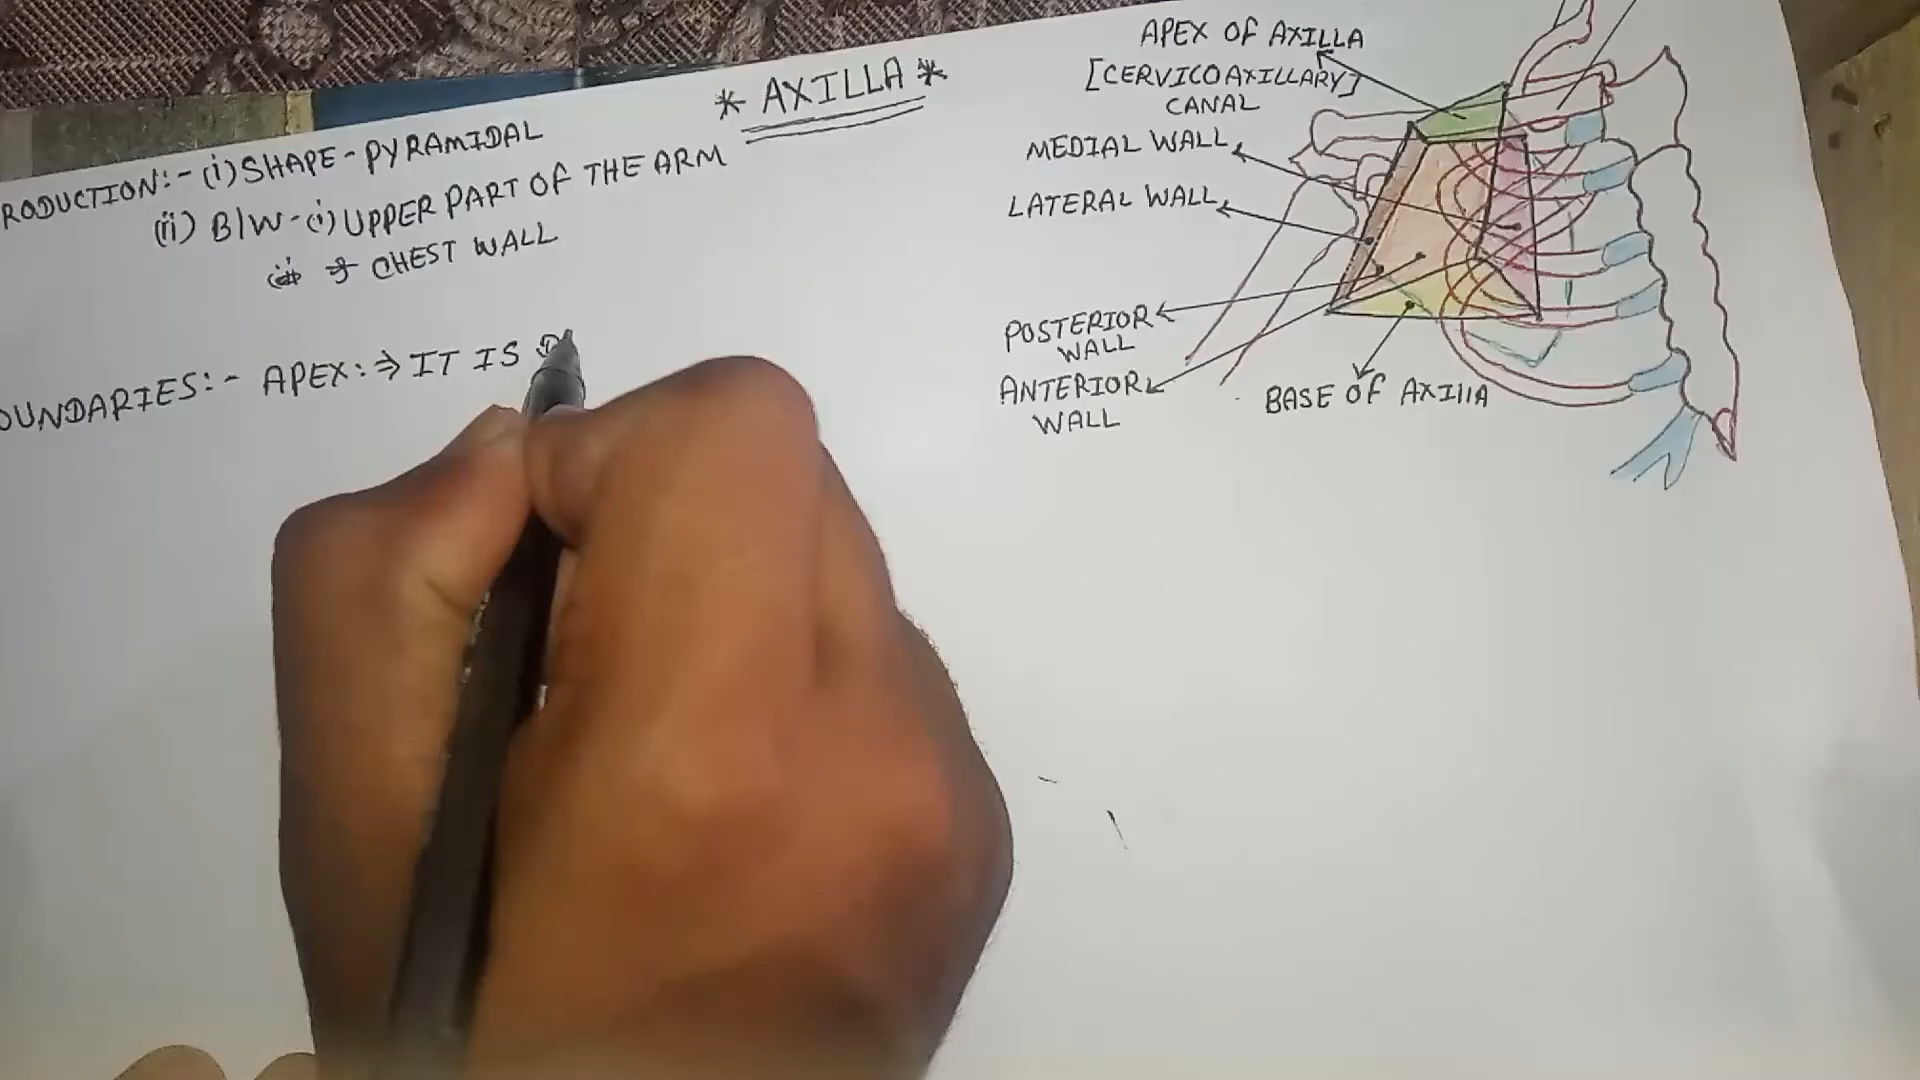 * AXILLA *
RODUCTION:- (i) SHAPE - PYRAMIDAL
(ii) B/W - (i) UPPER PART OF THE ARM
CHEST WALL
OUNDARIES:- APEX:⇒ IT IS
APEX OF AXILLA
[CERVICOAXILLARY]
CANAL
MEDIAL WALL
LATERAL WALL
POSTERIOR
WALL
ANTERIOR
WALL
BASE OF AXIllA